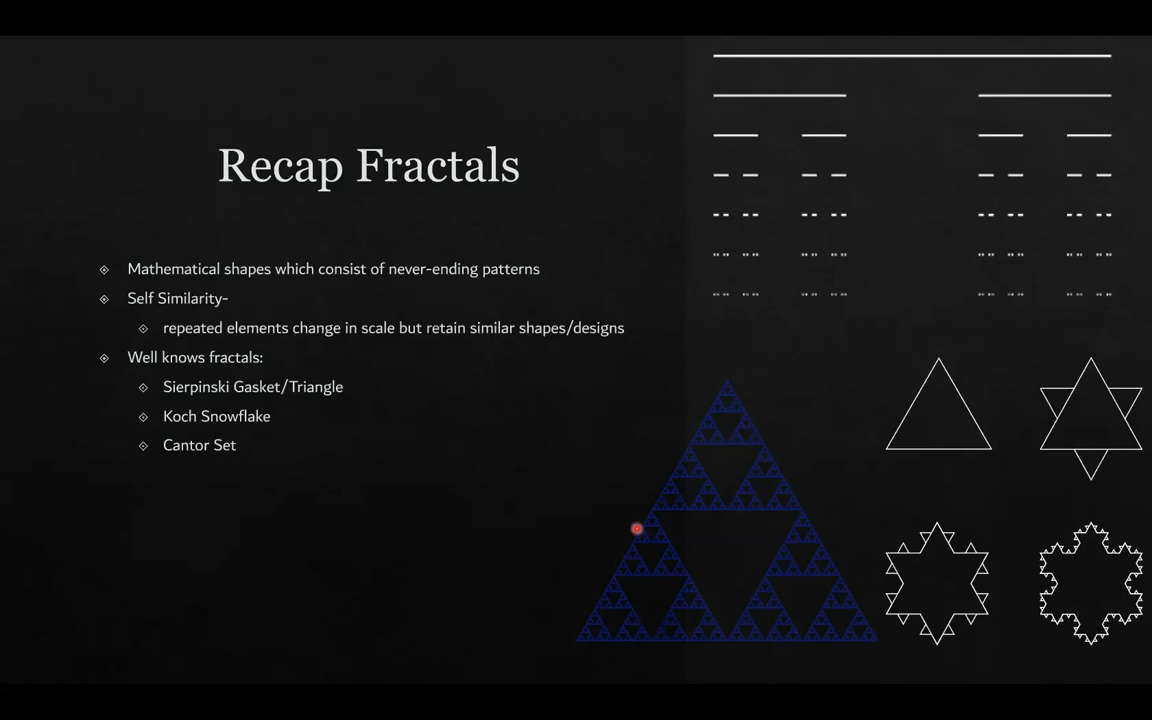 Recap Fractals
Mathematical shapes which consist of never-ending patterns
Self Similarity-
repeated elements change in scale but retain similar shapes/designs
Well knows fractals:
Sierpinski Gasket/Triangle
Koch Snowflake
Cantor Set